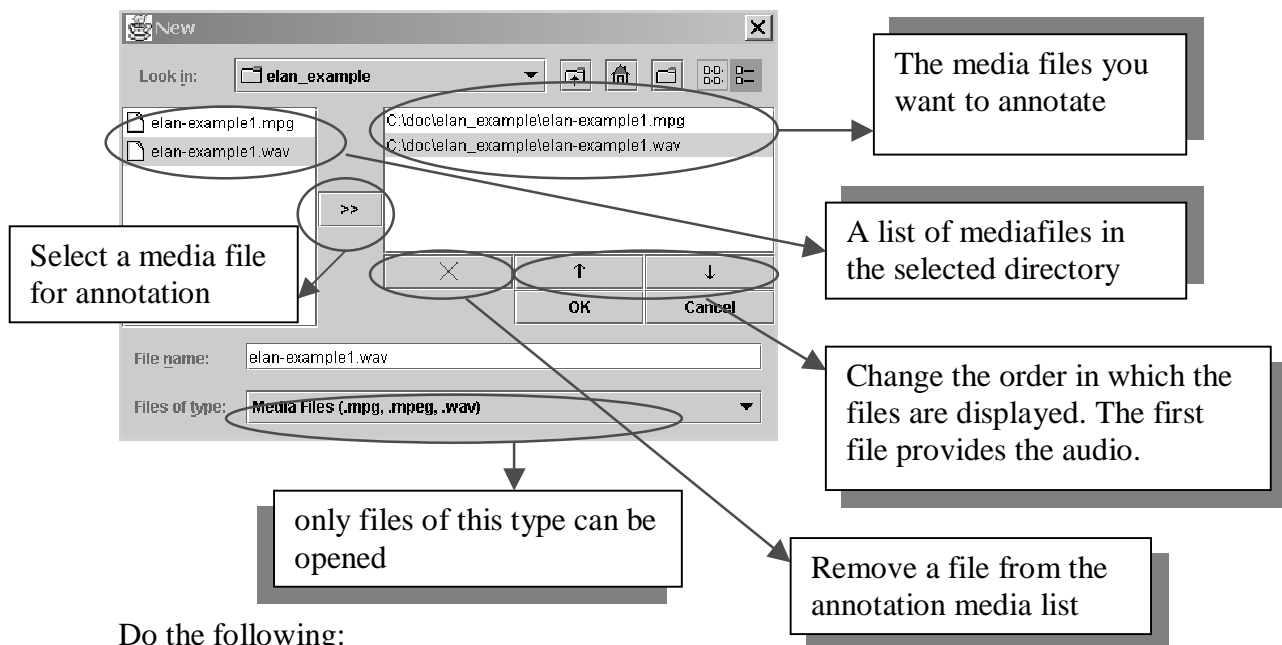 New
The media files you
want to annotate
Look in:
elan_example
elan-example1.mpg
elan-example1.wav
C:\doc\elan_example\elan-example1.mpg
C:\doc\elan_example\elan-example1.wav
>>
A list of mediafiles in
the selected directory
Select a media file
for annotation
OK
Cancel
File name:
elan-example1.wav
Files of type:
Media Files (.mpg, .mpeg, .wav)
Change the order in which the
files are displayed. The first
file provides the audio.
only files of this type can be
opened
Remove a file from the
annotation media list
Do the following: